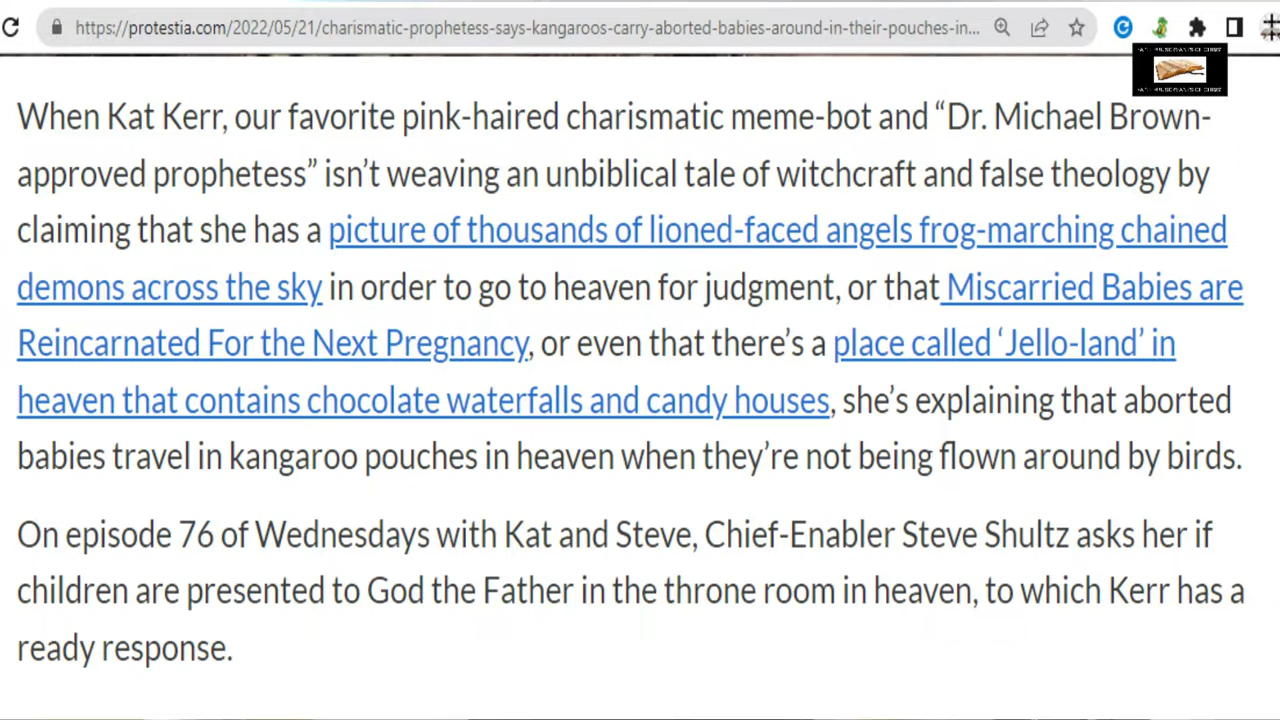 https://protestia.com/2022/05/21/charismatic-prophetess-says-kangaroos-carry-aborted-babies-around-in-their-pouches-in...
When Kat Kerr, our favorite pink-haired charismatic meme-bot and “Dr. Michael Brown-
approved prophetess” isn’t weaving an unbiblical tale of witchcraft and false theology by
claiming that she has a picture of thousands of lioned-faced angels frog-marching chained
demons across the sky in order to go to heaven for judgment, or that Miscarried Babies are
Reincarnated For the Next Pregnancy, or even that there’s a place called ‘Jello-land’ in
heaven that contains chocolate waterfalls and candy houses, she’s explaining that aborted
babies travel in kangaroo pouches in heaven when they’re not being flown around by birds.
On episode 76 of Wednesdays with Kat and Steve, Chief-Enabler Steve Shultz asks her if
children are presented to God the Father in the throne room in heaven, to which Kerr has a
ready response.